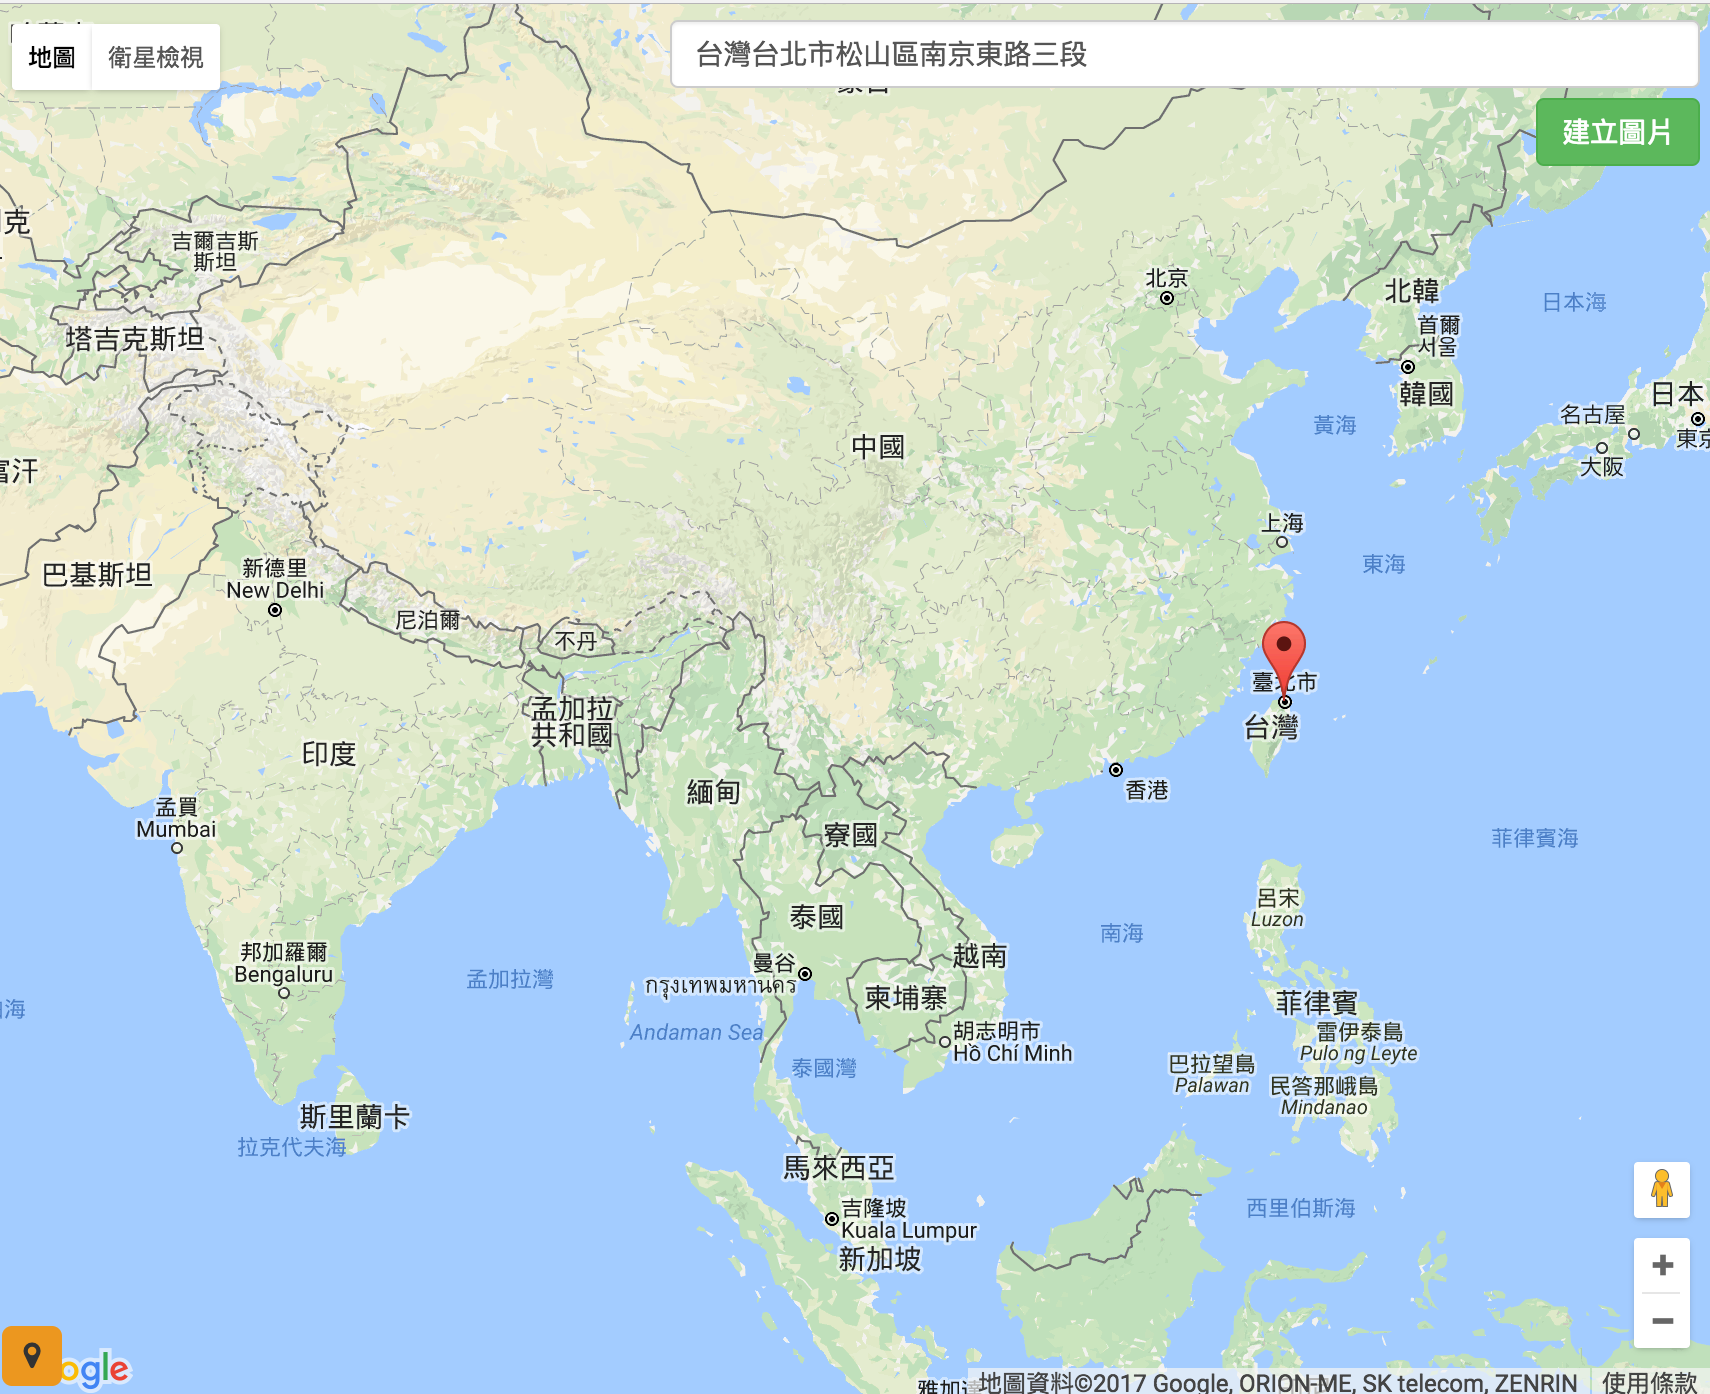 地圖
衛星檢視
台灣台北市松山區南京東路三段
建立圖片
吉爾吉斯
斯坦
塔吉克斯坦
北京
北韓
日本海
首爾
서울
韓國
日本
名古屋
大阪
黃海
中國
上海
東海
巴基斯坦
新德里
New Delhi
尼泊爾
不丹
臺北市
台灣
孟加拉
共和國
印度
緬甸
香港
孟買
Mumbai
寮國
菲律賓海
呂宋
Luzon
泰國
南海
越南
曼谷
กรุงเทพมหานคร
邦加羅爾
Bengaluru
孟加拉灣
柬埔寨
菲律賓
Andaman Sea
胡志明市
Hồ Chí Minh
雷伊泰島
Pulo ng Leyte
泰國灣
巴拉望島
Palawan
民答那峨島
Mindanao
斯里蘭卡
拉克代夫海
馬來西亞
吉隆坡
Kuala Lumpur
新加坡
西里伯斯海
地圖資料©2017 Google, ORION-ME, SK telecom, ZENRIN
使用條款